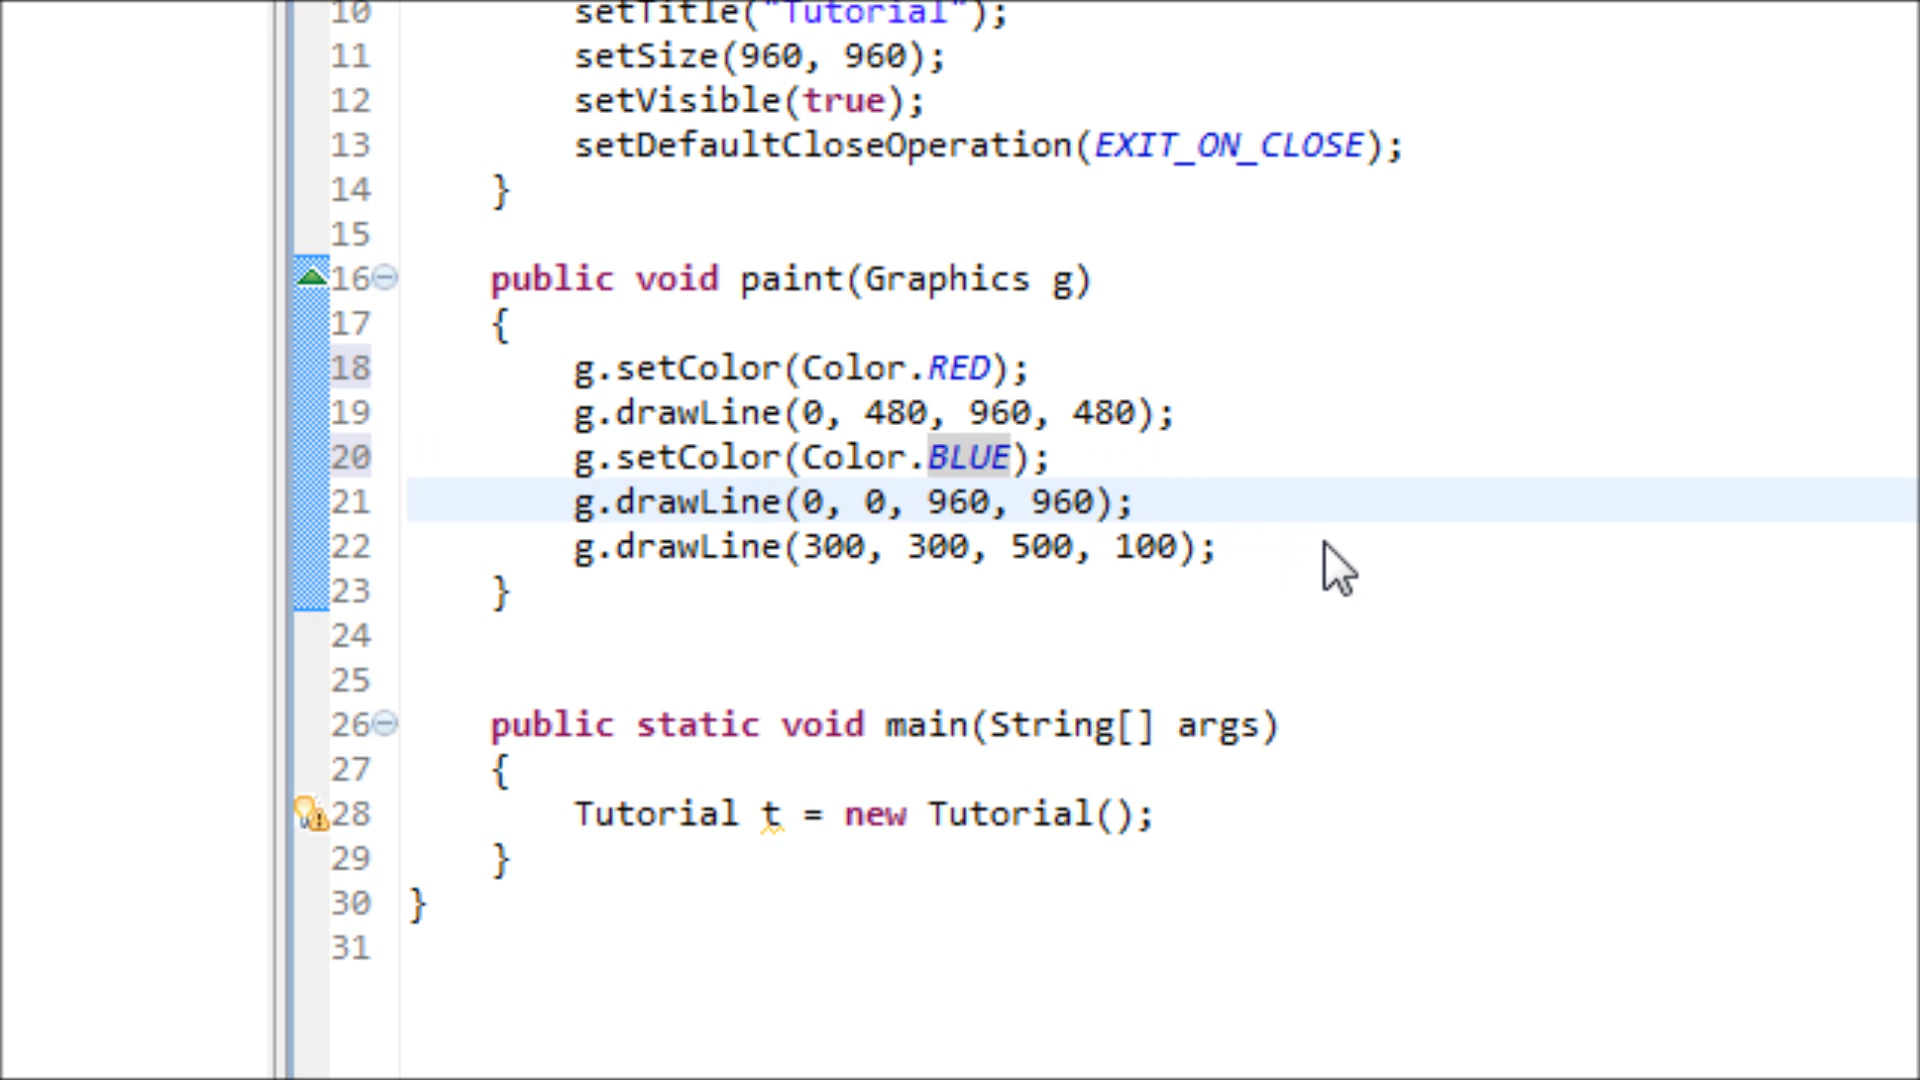 10 setTitle("Tutorial");
11 setSize(960, 960);
12 setVisible(true);
13 setDefaultCloseOperation(EXIT_ON_CLOSE);
14 }
15
16 public void paint(Graphics g)
17 {
18 g.setColor(Color.RED);
19 g.drawLine(0, 480, 960, 480);
20 g.setColor(Color.BLUE);
21 g.drawLine(0, 0, 960, 960);
22 g.drawLine(300, 300, 500, 100);
23 }
24
25
26 public static void main(String[] args)
27 {
28 Tutorial t = new Tutorial();
29 }
30 }
31